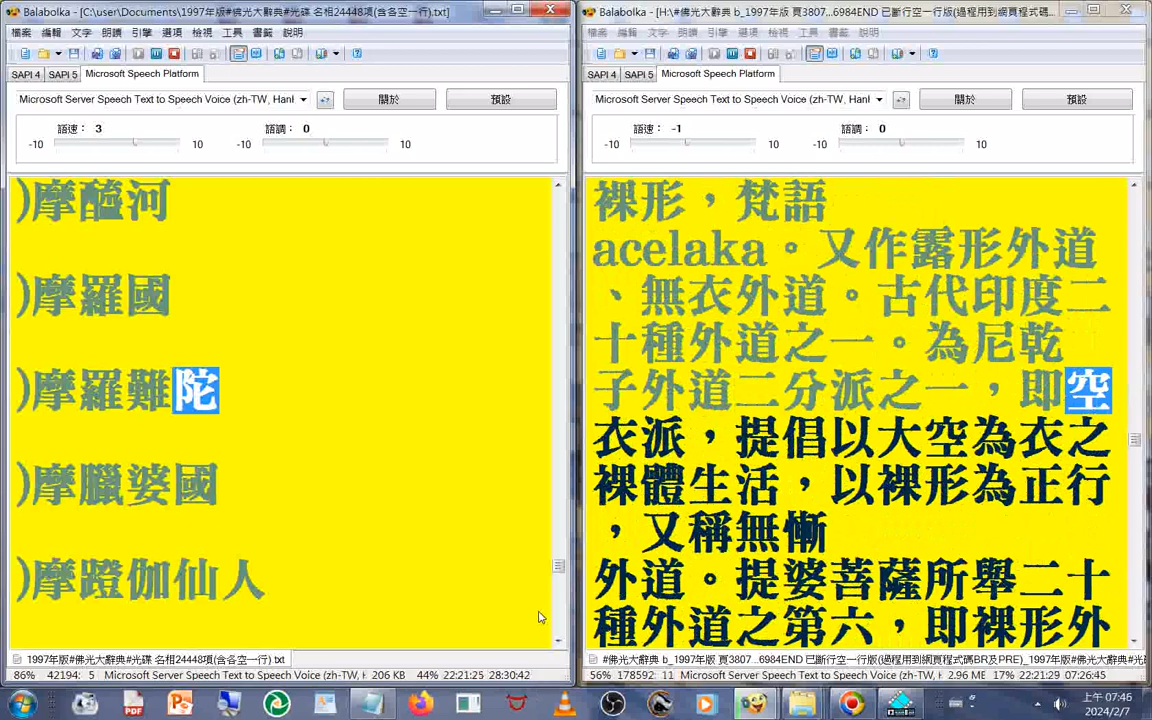 Balabolka - [C:\user\Documents\1997年版#佛光大辭典#光碟 名相24448項(含各空一行).txt]
檔案 編輯 文字 朗讀 引擎 選項 檢視 工具 書籤 說明
SAPI 4 SAPI 5 Microsoft Speech Platform
Microsoft Server Speech Text to Speech Voice (zh-TW, Hanl
關於 預設
語速： 3 語調： 0
-10 10 -10 10
)摩醯河
)摩羅國
)摩羅難陀
)摩臘婆國
)摩蹬伽仙人
1997年版#佛光大辭典#光碟 名相24448項(含各空一行).txt
86% 42194: 5 Microsoft Server Speech Text to Speech Voice (zh-TW, H 206 KB 44% 22:21:25 28:30:42
Balabolka - [H:\#佛光大辭典 b_1997年版 頁3807...6984END 已斷行空一行版(過程用到網頁程式碼...
檔案 編輯 文字 朗讀 引擎 選項 檢視 工具 書籤 說明
SAPI 4 SAPI 5 Microsoft Speech Platform
Microsoft Server Speech Text to Speech Voice (zh-TW, Hanl
關於 預設
語速： -1 語調： 0
-10 10 -10 10
裸形，梵語
acelaka。又作露形外道
、無衣外道。古代印度二
十種外道之一。為尼乾
子外道二分派之一，即空
衣派，提倡以大空為衣之
裸體生活，以裸形為正行
，又稱無慚
外道。提婆菩薩所舉二十
種外道之第六，即裸形外
#佛光大辭典 b_1997年版 頁3807...6984END 已斷行空一行版(過程用到網頁程式碼BR及PRE)_1997年版#光
56% 178592: 11 Microsoft Server Speech Text to Speech Voice (zh-TW, H 2.96 MB 17% 22:21:29 07:26:45
PDF
上午 07:46
2024/2/7